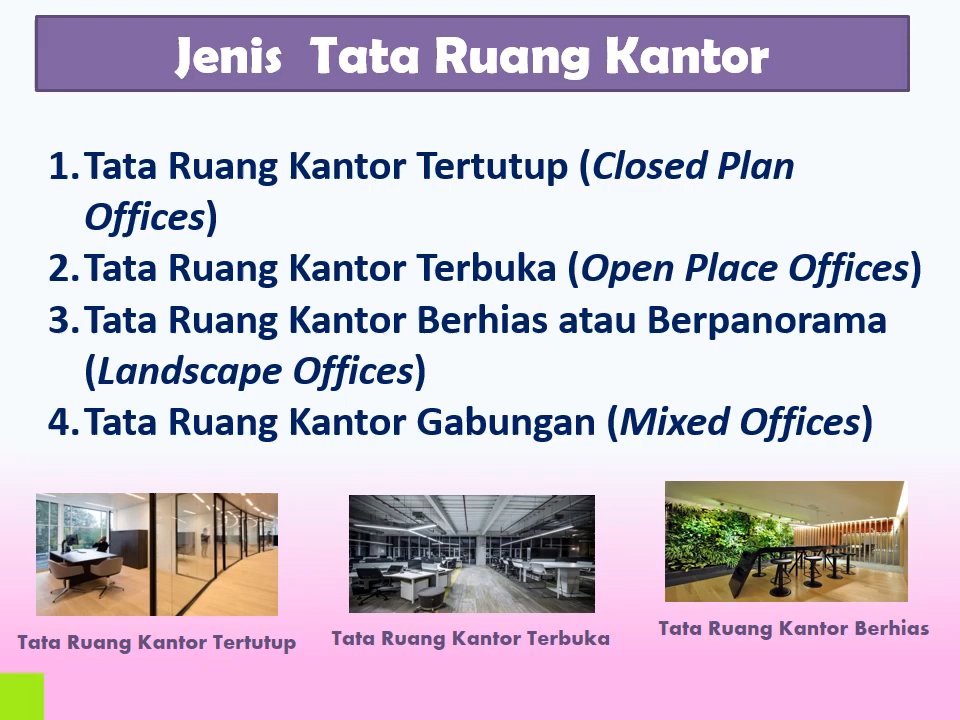 Jenis Tata Ruang Kantor
1. Tata Ruang Kantor Tertutup (Closed Plan
Offices)
2. Tata Ruang Kantor Terbuka (Open Place Offices)
3. Tata Ruang Kantor Berhias atau Berpanorama
(Landscape Offices)
4. Tata Ruang Kantor Gabungan (Mixed Offices)
Tata Ruang Kantor Tertutup
Tata Ruang Kantor Terbuka
Tata Ruang Kantor Berhias